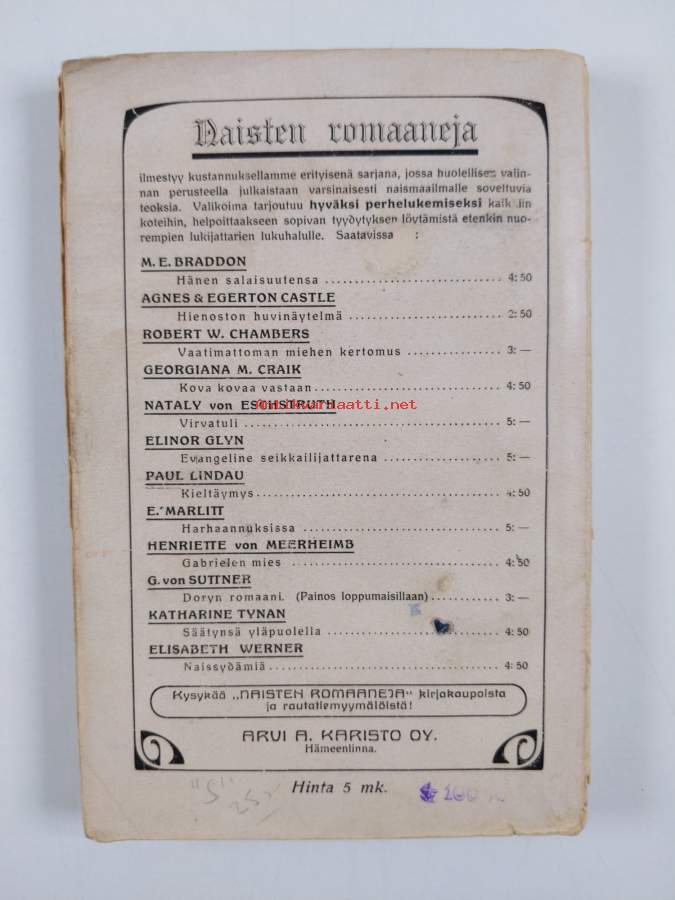 Naisten romaaneja
ilmestyy kustannuksellamme erityisenä sarjana, jossa huolellisen valin-
nan perusteella julkaistaan varsinaisesti naismaailmalle soveltuvia
teoksia. Valikoima tarjoutuu hyväksi perhelukemiseksi kaikkiin
koteihin, helpoittaakseen sopivan tyydytyksen löytämistä etenkin nuo-
rempien lukijattarien lukuhalulle. Saatavissa :
M. E. BRADDON
Hänen salaisuutensa 4: 50
AGNES & EGERTON CASTLE
Hienoston huvinäytelmä 2: 50
ROBERT W. CHAMBERS
Vaatimattoman miehen kertomus 3: —
GEORGIANA M. CRAIK
Kova kovaa vastaan 4: 50
NATALY von ESCHSTRUTH
Antikvariaatti.net
Virvatuli 5: —
ELINOR GLYN
Evangeline seikkailijattarena 5: —
PAUL LINDAU
Kieltäymys 4: 50
E. MARLITT
Harhaannuksissa 5: —
HENRIETTE von MEERHEIMB
Gabrielen mies 4: 50
G. von SUTTNER
Doryn romaani. (Painos loppumaisillaan) 3: —
KATHARINE TYNAN
Säätynsä yläpuolella 4: 50
ELISABETH WERNER
Naissydämiä 4: 50
Kysykää „NAISTEN ROMAANEJA“ kirjakaupoista
ja rautatiemyymälöistä!
ARVI A. KARISTO OY.
Hämeenlinna.
Hinta 5 mk.
"S"